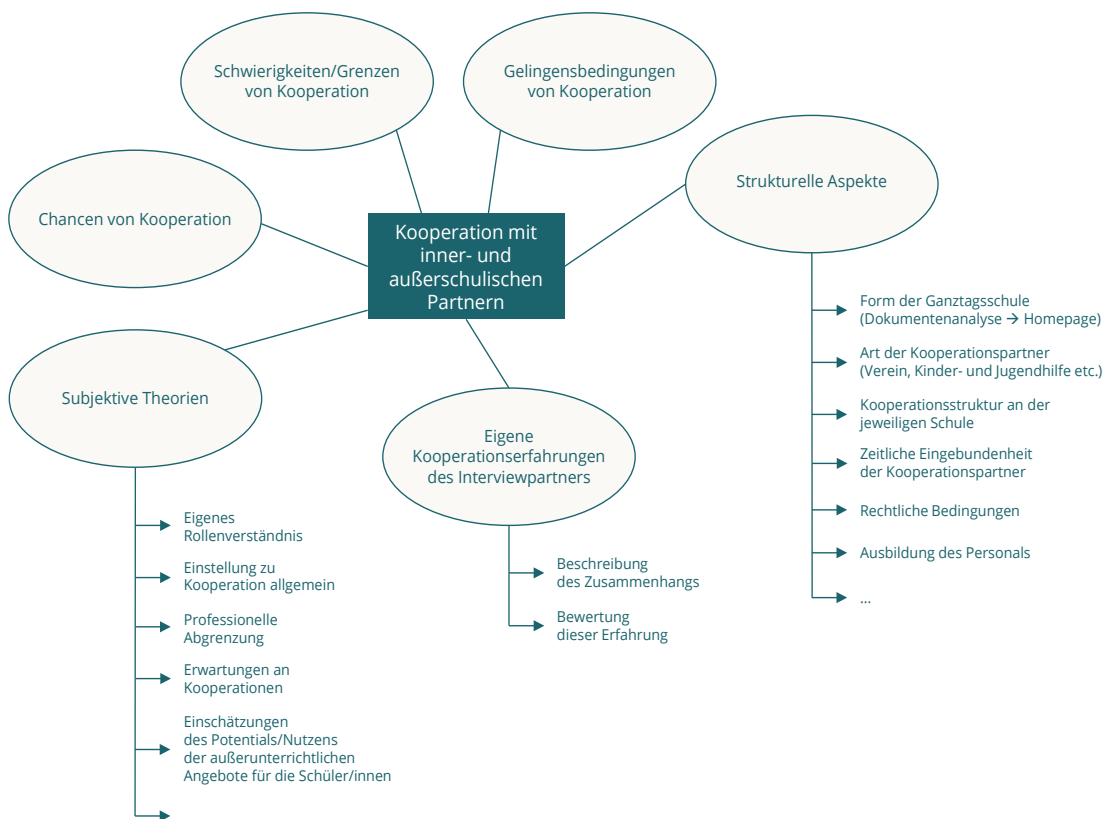 Schwierigkeiten/Grenzen
von Kooperation
Gelingensbedingungen
von Kooperation
Strukturelle Aspekte
Chancen von Kooperation
Kooperation mit
inner- und
außerschulischen
Partnern
Form der Ganztagsschule
(Dokumentenanalyse → Homepage)
Art der Kooperationspartner
(Verein, Kinder- und Jugendhilfe etc.)
Kooperationsstruktur an der
jeweiligen Schule
Zeitliche Eingebundenheit
der Kooperationspartner
Rechtliche Bedingungen
Ausbildung des Personals
...
Subjektive Theorien
Eigenes
Rollenverständnis
Einstellung zu
Kooperation allgemein
Professionelle
Abgrenzung
Erwartungen an
Kooperationen
Einschätzungen
des Potentials/Nutzens
der außerunterrichtlichen
Angebote für die Schüler/innen
Eigene
Kooperationserfahrungen
des Interviewpartners
Beschreibung
des Zusammenhangs
Bewertung
dieser Erfahrung